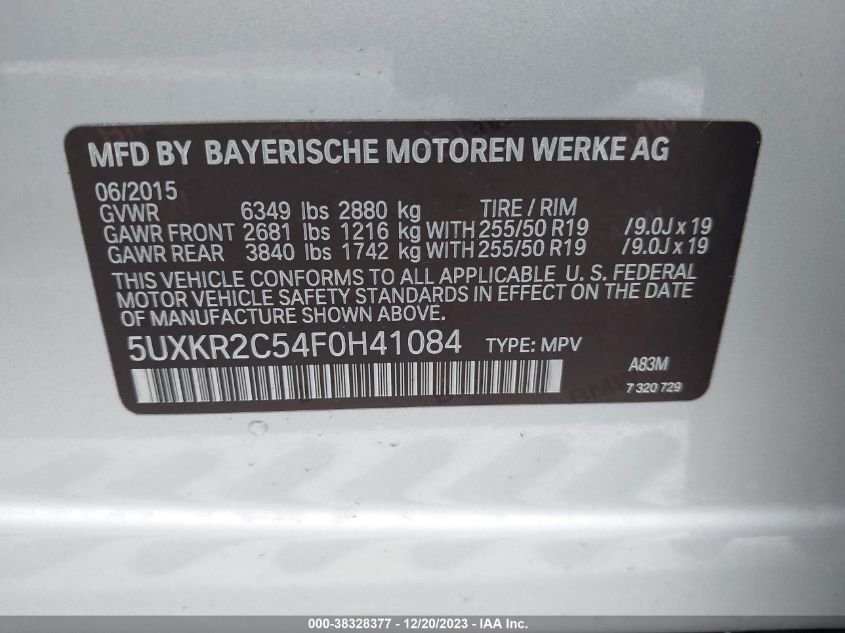 MFD BY BAYERISCHE MOTOREN WERKE AG
06/2015
GVWR 6349 lbs 2880 kg TIRE / RIM
GAWR FRONT 2681 lbs 1216 kg WITH 255/50 R19 /9.0J x 19
GAWR REAR 3840 lbs 1742 kg WITH 255/50 R19 /9.0J x 19
THIS VEHICLE CONFORMS TO ALL APPLICABLE U. S. FEDERAL
MOTOR VEHICLE SAFETY STANDARDS IN EFFECT ON THE DATE
OF MANUFACTURE SHOWN ABOVE.
5UXKR2C54F0H41084 TYPE: MPV
A83M
7 320 729
000-38328377 - 12/20/2023 - IAA Inc.